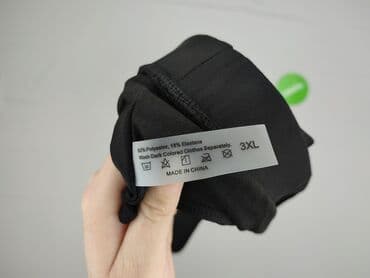 82% Polyester, 18% Elastane
Wash Dark Colored Clothes Separately.
3XL
MADE IN CHINA